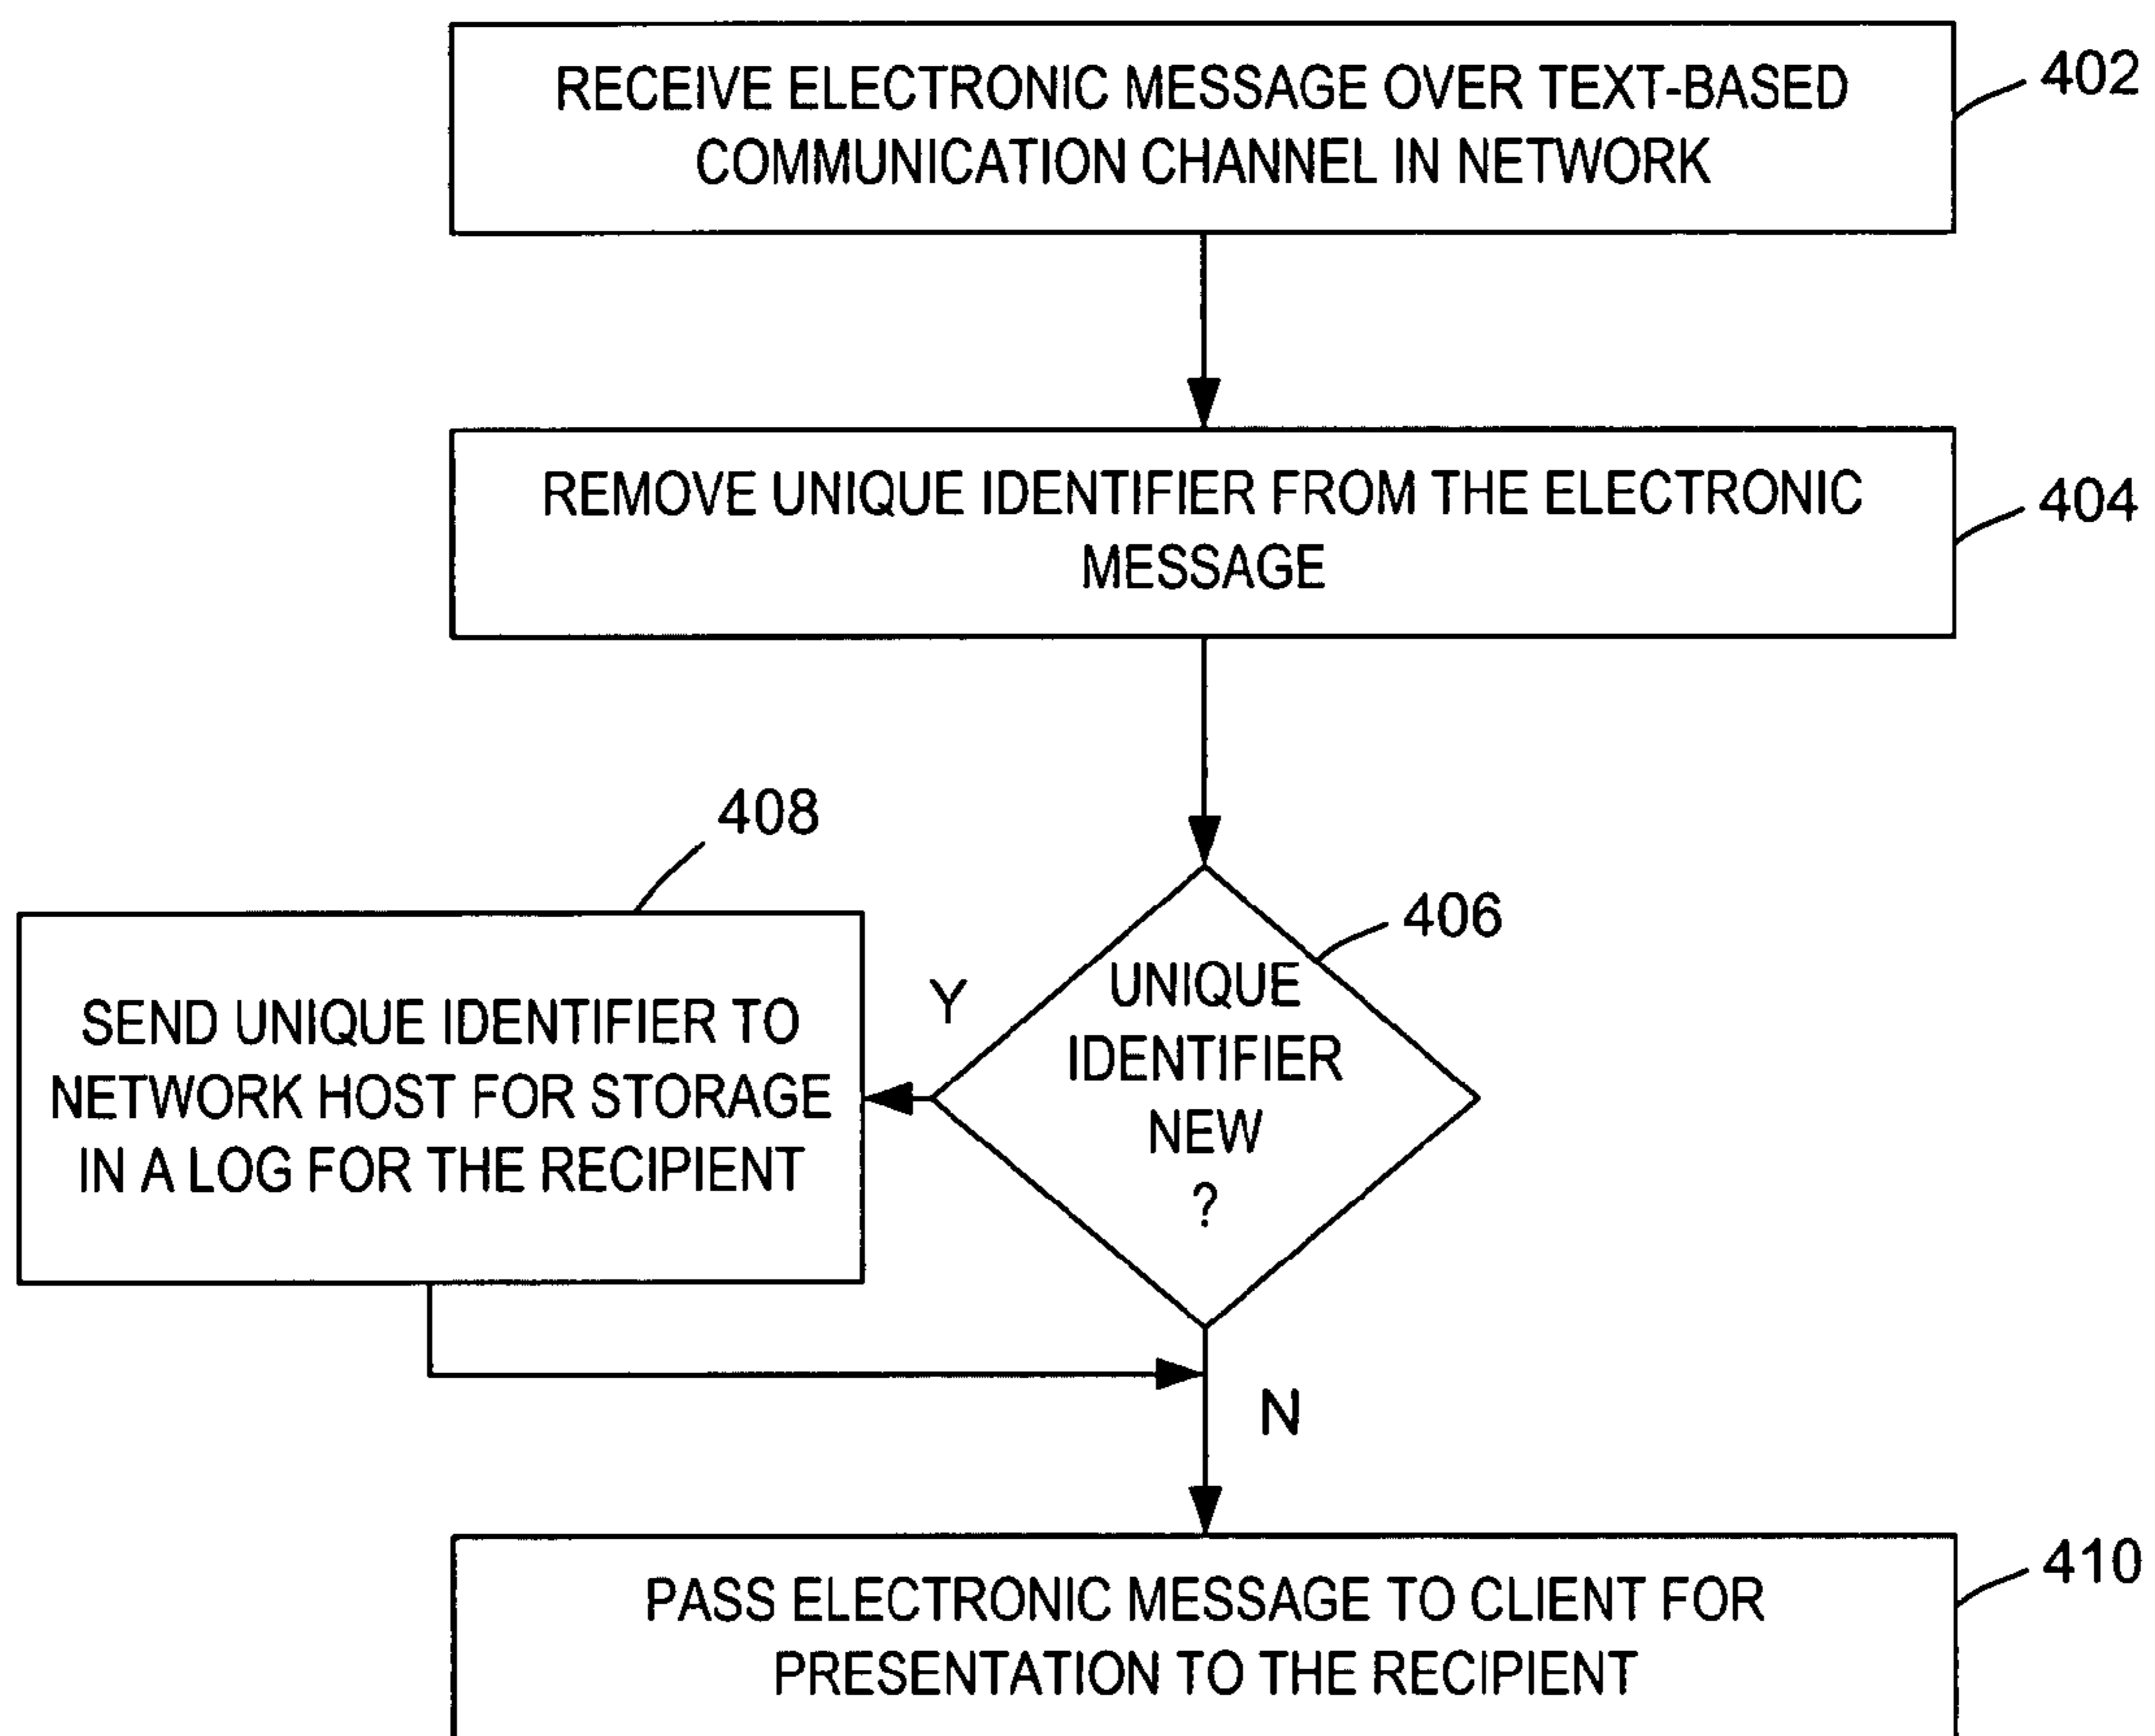 RECEIVE ELECTRONIC MESSAGE OVER TEXT-BASED
COMMUNICATION CHANNEL IN NETWORK
402
REMOVE UNIQUE IDENTIFIER FROM THE ELECTRONIC
MESSAGE
404
408
406
SEND UNIQUE IDENTIFIER TO
NETWORK HOST FOR STORAGE
IN A LOG FOR THE RECIPIENT
Y
UNIQUE
IDENTIFIER
NEW
?
N
PASS ELECTRONIC MESSAGE TO CLIENT FOR
PRESENTATION TO THE RECIPIENT
410